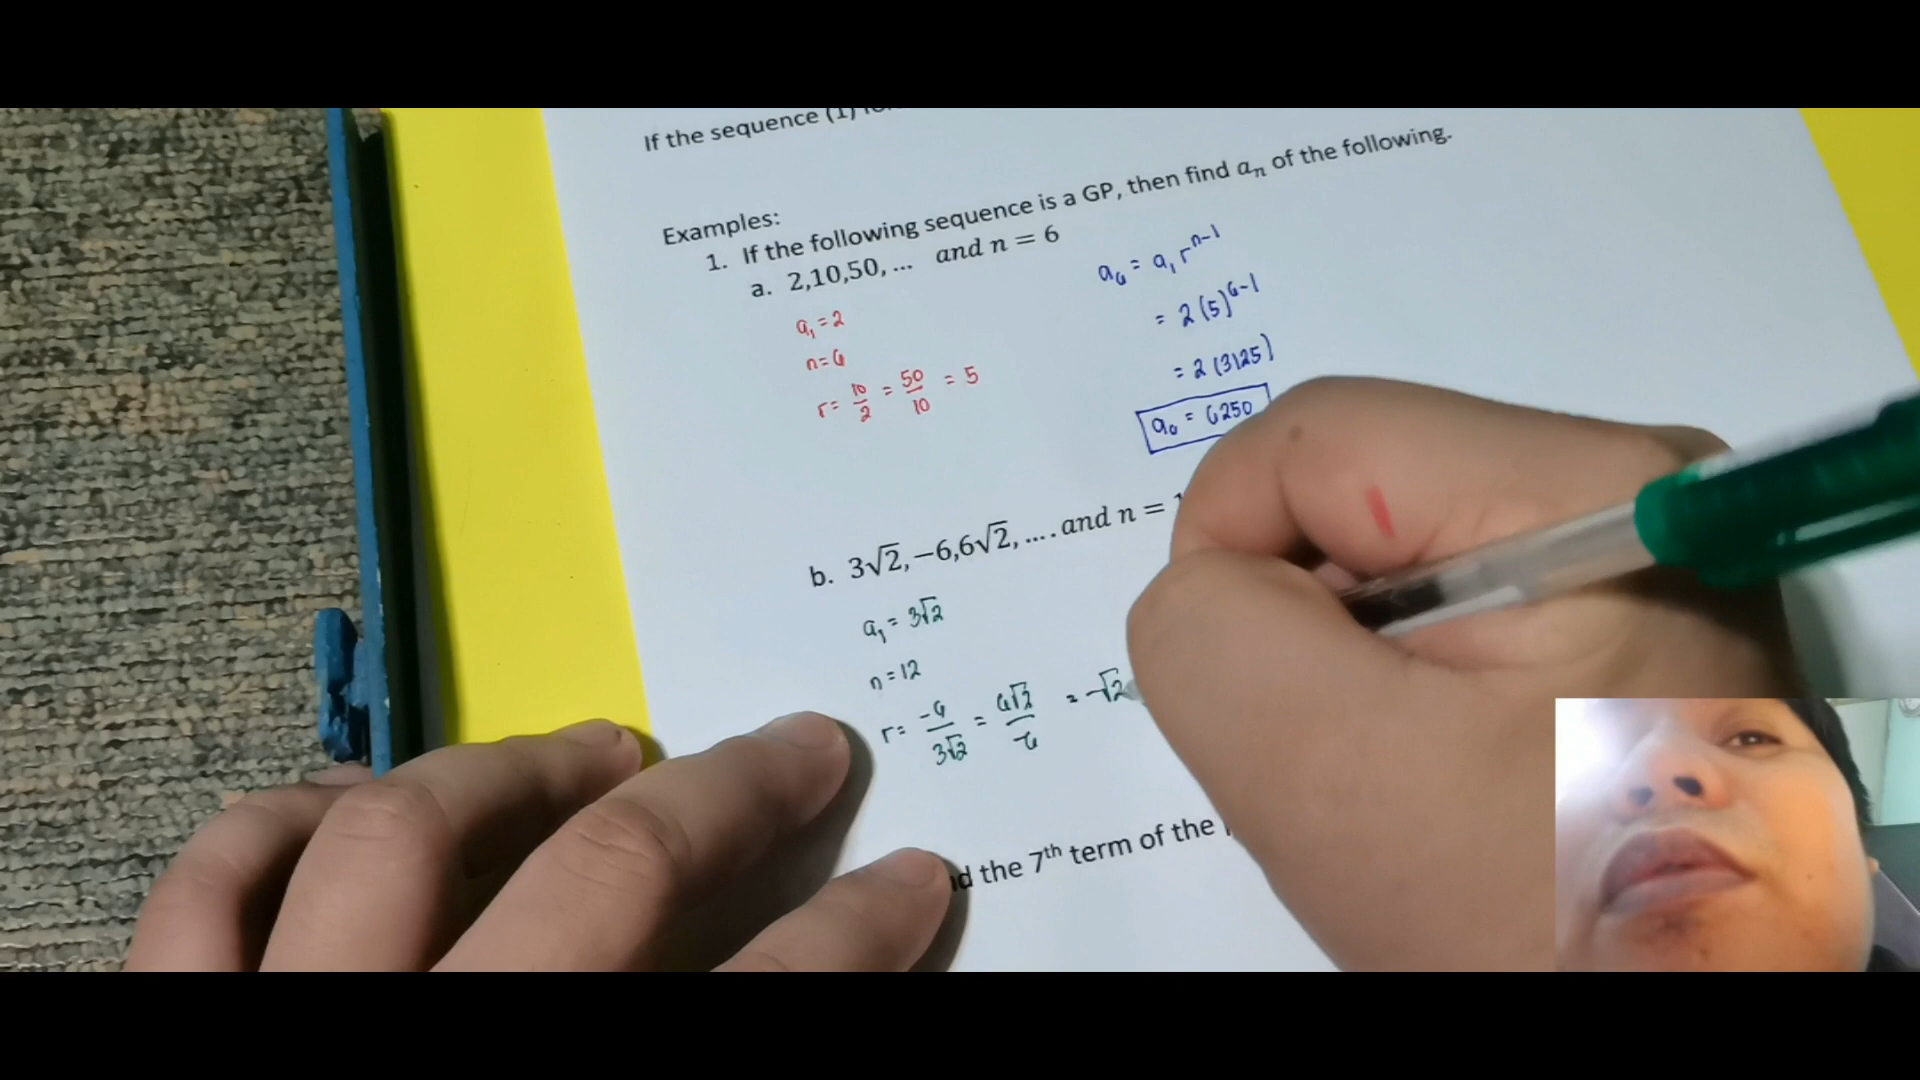 If the sequence (1)
Examples:
1. If the following sequence is a GP, then find aₙ of the following.
a. 2,10,50, ... and n = 6
a₁ = 2
n = 6
r = 10/2 = 50/10 = 5
a₆ = a₁ rⁿ⁻¹
= 2 (5)⁶⁻¹
= 2 (3125)
a₆ = 6250
b. 3√2, −6,6√2, .... and n =
a₁ = 3√2
n = 12
r = -6/3√2 = 6√2/-6 = -√2
the 7ᵗʰ term of the